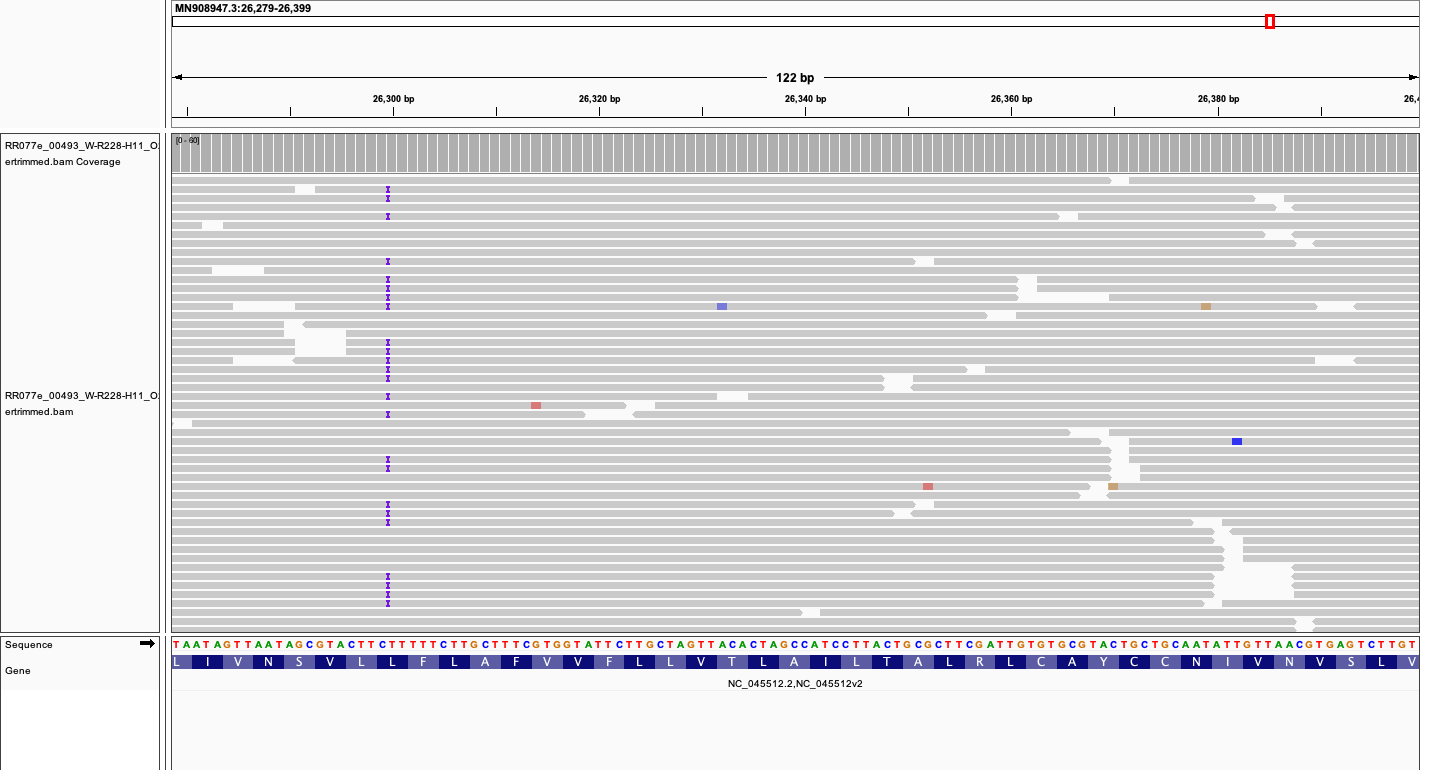 MN908947.3:26,279-26,399
122 bp
26,300 bp 26,320 bp 26,340 bp 26,360 bp 26,380 bp 26,4
RR077e_00493_W-R228-H11_O
ertrimmed.bam Coverage
[0 - 60]
RR077e_00493_W-R228-H11_O
ertrimmed.bam
Sequence
TAATAGTTAATAGCGTACTTCTTTTTCTTGCTTTCGTGGTATTCTTGCTAGTTACACTAGCCATCCTTACTGCGCTTCGATTGTGTGCGTACTGCTGCAATATTGTTAACGTGAGTCTTGT
Gene
L I V N S V L L F L A F V V F L L V T L A I L T A L R L C A Y C C N I V N V S L V
NC_045512.2,NC_045512v2